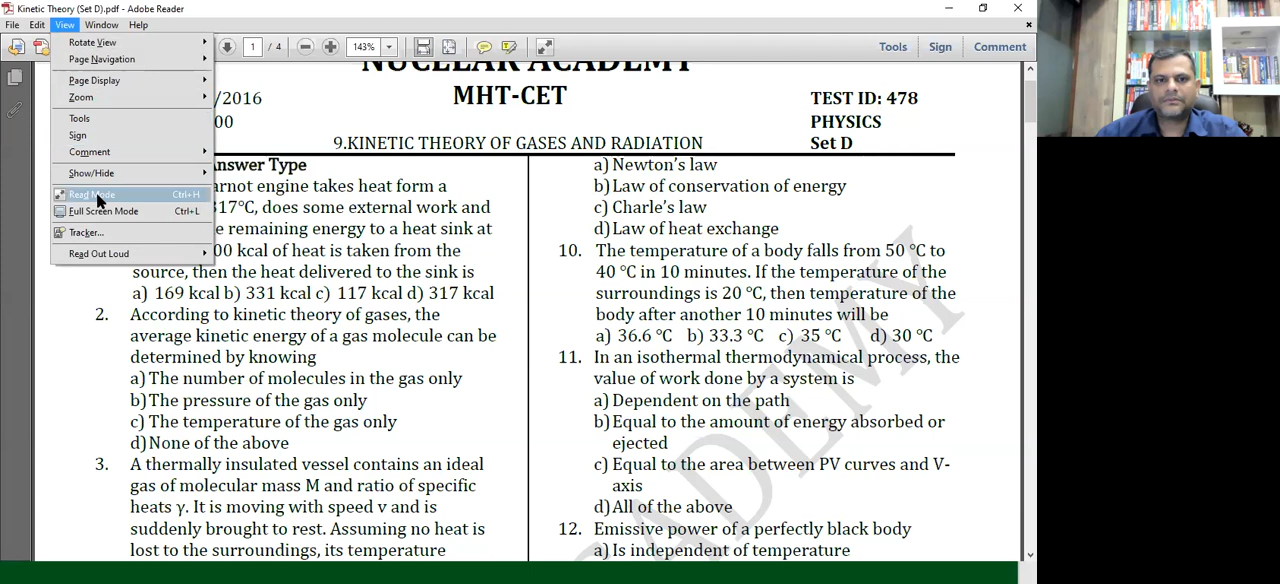 Kinetic Theory (Set D).pdf - Adobe Reader
File Edit View Window Help
1 / 4 143% Tools Sign Comment
Rotate View
Page Navigation
Page Display
Zoom
Tools
Sign
Comment
Show/Hide
Read Mode Ctrl+H
Full Screen Mode Ctrl+L
Tracker...
Read Out Loud
NUCLEAR ACADEMY
/2016 MHT-CET TEST ID: 478
00 PHYSICS
9.KINETIC THEORY OF GASES AND RADIATION Set D
nswer Type
arnot engine takes heat form a
317°C, does some external work and
e remaining energy to a heat sink at
00 kcal of heat is taken from the
source, then the heat delivered to the sink is
a) 169 kcal b) 331 kcal c) 117 kcal d) 317 kcal
2. According to kinetic theory of gases, the
average kinetic energy of a gas molecule can be
determined by knowing
a) The number of molecules in the gas only
b) The pressure of the gas only
c) The temperature of the gas only
d) None of the above
3. A thermally insulated vessel contains an ideal
gas of molecular mass M and ratio of specific
heats γ. It is moving with speed v and is
suddenly brought to rest. Assuming no heat is
lost to the surroundings, its temperature
a) Newton's law
b) Law of conservation of energy
c) Charle's law
d) Law of heat exchange
10. The temperature of a body falls from 50 °C to
40 °C in 10 minutes. If the temperature of the
surroundings is 20 °C, then temperature of the
body after another 10 minutes will be
a) 36.6 °C b) 33.3 °C c) 35 °C d) 30 °C
11. In an isothermal thermodynamical process, the
value of work done by a system is
a) Dependent on the path
b) Equal to the amount of energy absorbed or
ejected
c) Equal to the area between PV curves and V-
axis
d) All of the above
12. Emissive power of a perfectly black body
a) Is independent of temperature
ACADEMY